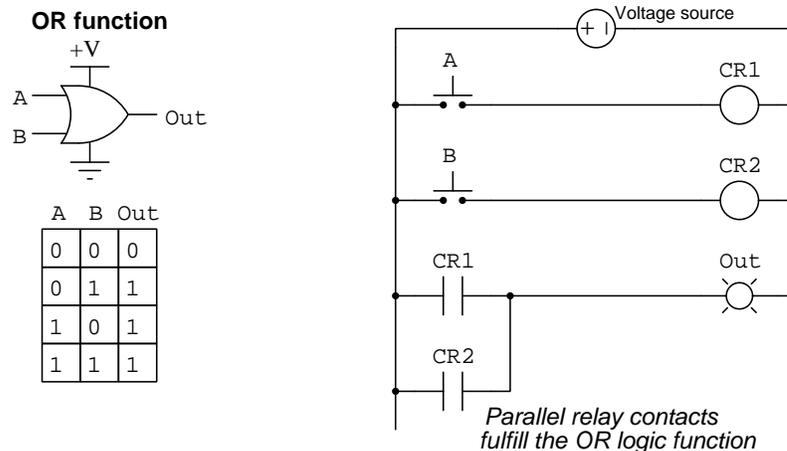 OR function
+V
A
B
Out
A B Out
0 0 0
0 1 1
1 0 1
1 1 1
Voltage source
+ -
A
CR1
B
CR2
CR1
Out
CR2
Parallel relay contacts
fulfill the OR logic function